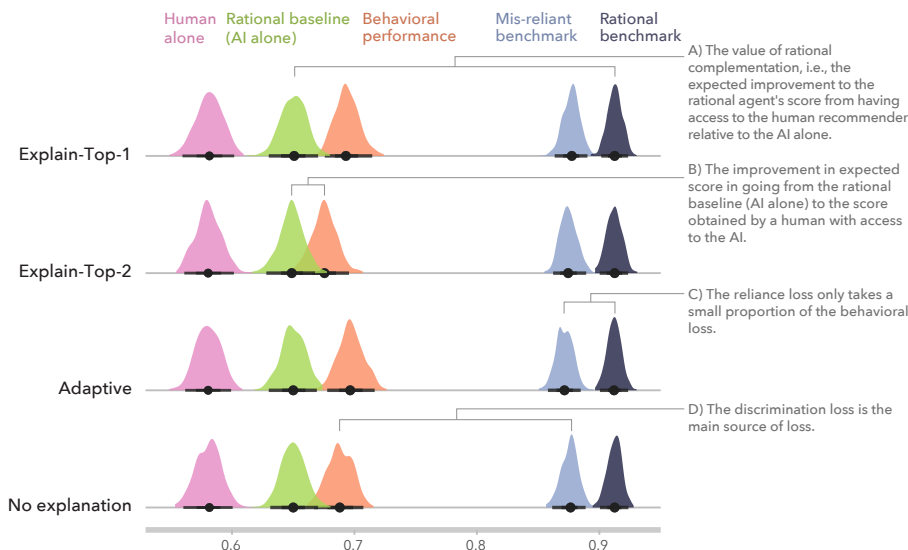 Human
alone
Rational baseline
(AI alone)
Behavioral
performance
Mis-reliant
benchmark
Rational
benchmark
A) The value of rational
complementation, i.e., the
expected improvement to the
rational agent's score from having
access to the human recommender
relative to the AI alone.
Explain-Top-1
B) The improvement in expected
score in going from the rational
baseline (AI alone) to the score
obtained by a human with access
to the AI.
Explain-Top-2
C) The reliance loss only takes a
small proportion of the behavioral
loss.
Adaptive
D) The discrimination loss is the
main source of loss.
No explanation
0.6 0.7 0.8 0.9